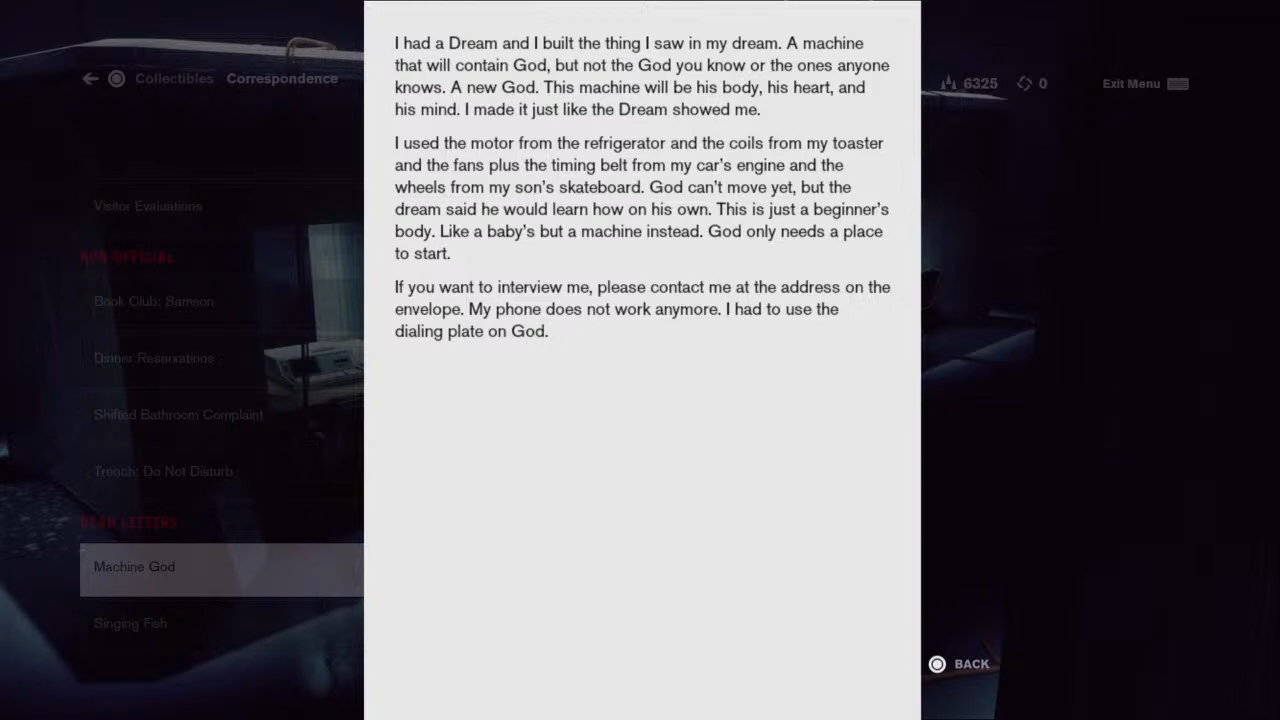 I had a Dream and I built the thing I saw in my dream. A machine
that will contain God, but not the God you know or the ones anyone
knows. A new God. This machine will be his body, his heart, and
his mind. I made it just like the Dream showed me.
I used the motor from the refrigerator and the coils from my toaster
and the fans plus the timing belt from my car's engine and the
wheels from my son's skateboard. God can't move yet, but the
dream said he would learn how on his own. This is just a beginner's
body. Like a baby's but a machine instead. God only needs a place
to start.
If you want to interview me, please contact me at the address on the
envelope. My phone does not work anymore. I had to use the
dialing plate on God.
Collectibles Correspondence
Visitor Evaluations
NON-OFFICIAL
Book Club: Samson
Dinner Reservations
Shifted Bathroom Complaint
Trench: Do Not Disturb
DEAD LETTERS
Machine God
Singing Fish
6325 0
Exit Menu
BACK